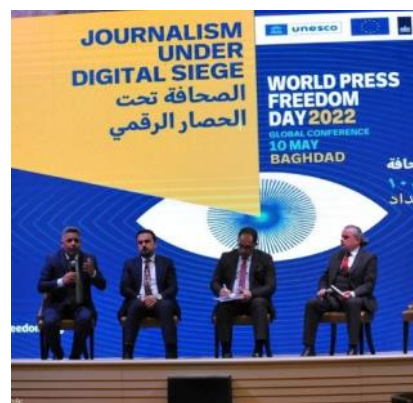 JOURNALISM
UNDER
DIGITAL SIEGE
الصحافة تحت
الحصار الرقمي
unesco
WORLD PRESS
FREEDOM
DAY 2022
GLOBAL CONFERENCE
10 MAY
BAGHDAD